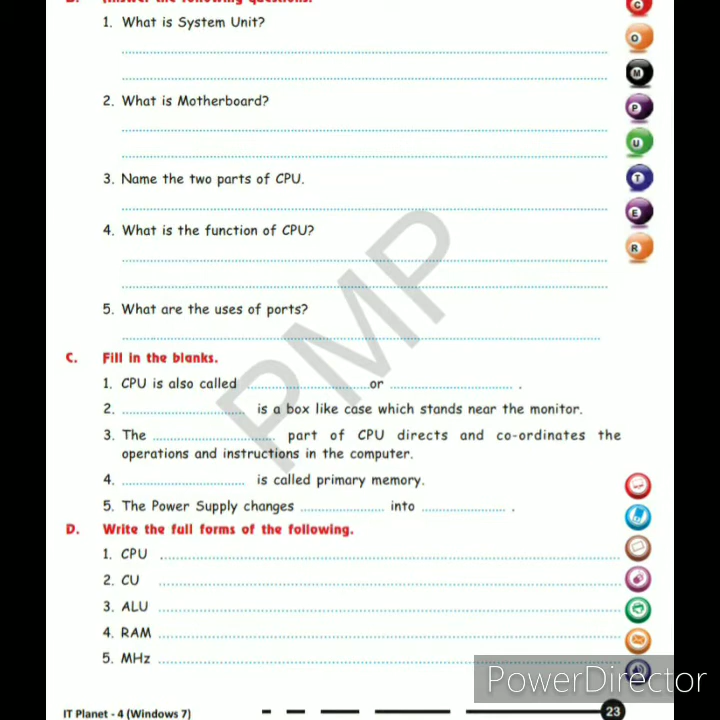 B. Answer the following questions.
1. What is System Unit?
2. What is Motherboard?
3. Name the two parts of CPU.
4. What is the function of CPU?
5. What are the uses of ports?
C. Fill in the blanks.
1. CPU is also called ........................ or ........................ .
2. ........................ is a box like case which stands near the monitor.
3. The ........................ part of CPU directs and co-ordinates the
operations and instructions in the computer.
4. ........................ is called primary memory.
5. The Power Supply changes ................ into ................ .
D. Write the full forms of the following.
1. CPU
2. CU
3. ALU
4. RAM
5. MHz
IT Planet - 4 (Windows 7)
23
C
O
M
P
U
T
E
R
PMP
PowerDirector